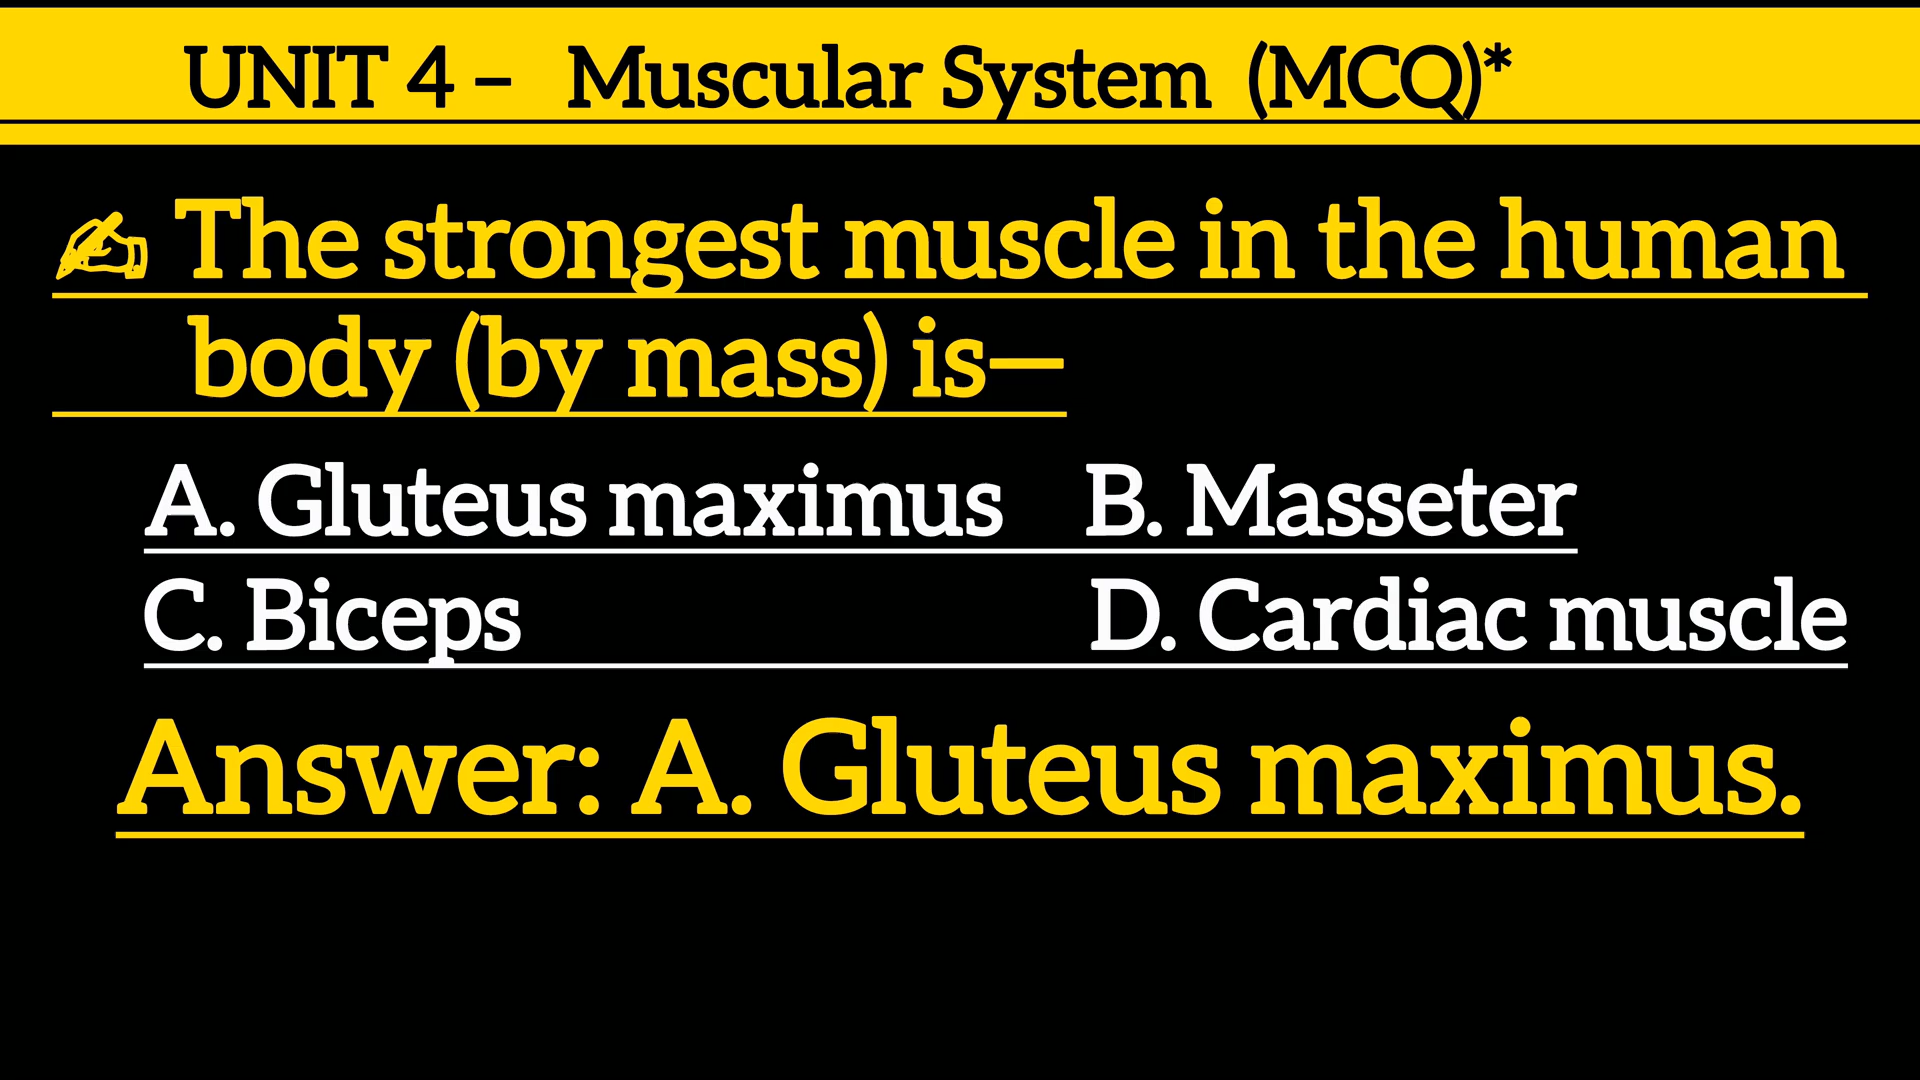 UNIT 4 – Muscular System (MCQ)*
✍ The strongest muscle in the human
body (by mass) is—
A. Gluteus maximus B. Masseter
C. Biceps D. Cardiac muscle
Answer: A. Gluteus maximus.